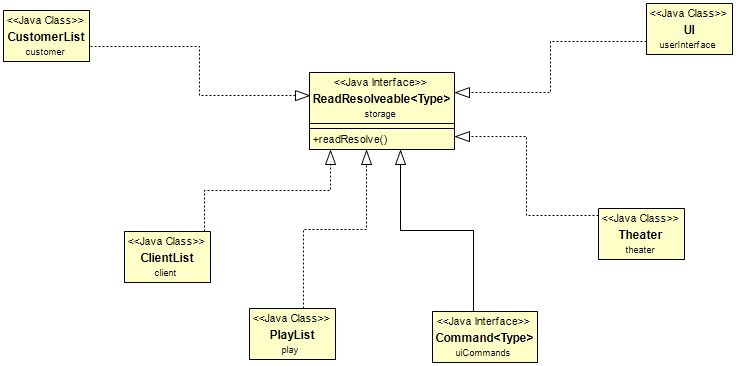 <<Java Class>>
CustomerList
customer
<<Java Class>>
UI
userInterface
<<Java Interface>>
ReadResolveable<Type>
storage
+readResolve()
<<Java Class>>
Theater
theater
<<Java Class>>
ClientList
client
<<Java Class>>
PlayList
play
<<Java Interface>>
Command<Type>
uiCommands